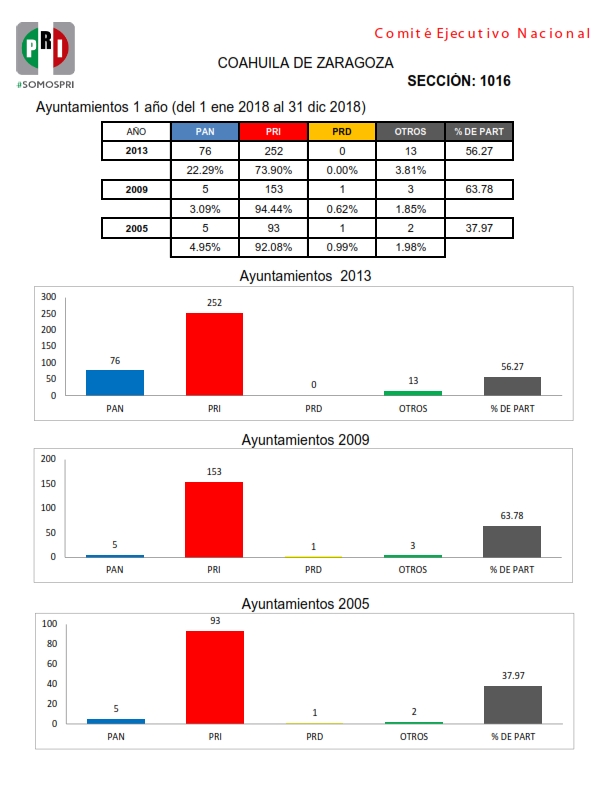 Comité Ejecutivo Nacional
PRI
#SOMOSPRI
COAHUILA DE ZARAGOZA
SECCIÓN: 1016
Ayuntamientos 1 año (del 1 ene 2018 al 31 dic 2018)
AÑO PAN PRI PRD OTROS % DE PART
2013 76 252 0 13 56.27
22.29% 73.90% 0.00% 3.81%
2009 5 153 1 3 63.78
3.09% 94.44% 0.62% 1.85%
2005 5 93 1 2 37.97
4.95% 92.08% 0.99% 1.98%
Ayuntamientos 2013
300
250
200
150
100
50
0
76 252 0 13 56.27
PAN PRI PRD OTROS % DE PART
Ayuntamientos 2009
200
150
100
50
0
5 153 1 3 63.78
PAN PRI PRD OTROS % DE PART
Ayuntamientos 2005
100
80
60
40
20
0
5 93 1 2 37.97
PAN PRI PRD OTROS % DE PART